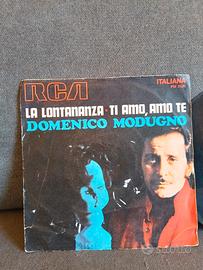 RCA
ITALIANA
LA LONTANANZA - TI AMO, AMO TE
DOMENICO MODUGNO